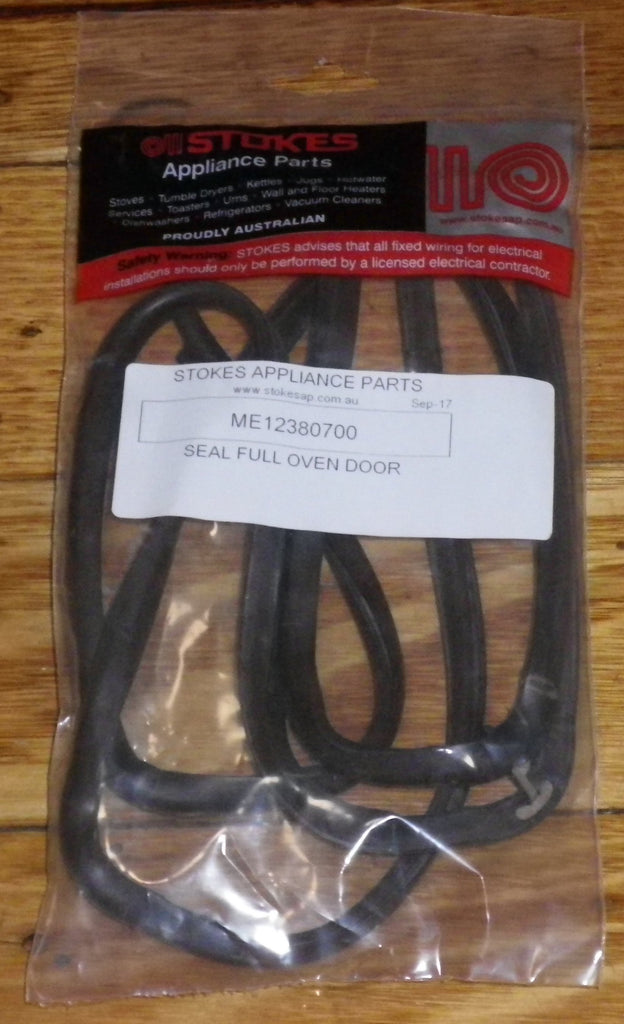 STOKES
Appliance Parts
Stoves · Tumble Dryers · Kettles · Jugs · Hotwater
Services · Toasters · Urns · Wall and Floor Heaters
· Dishwashers · Refrigerators · Vacuum Cleaners
PROUDLY AUSTRALIAN
www.stokesap.com.au
Safety Warning: STOKES advises that all fixed wiring for electrical
installations should only be performed by a licensed electrical contractor.
STOKES APPLIANCE PARTS
www.stokesap.com.au
Sep-17
ME12380700
SEAL FULL OVEN DOOR